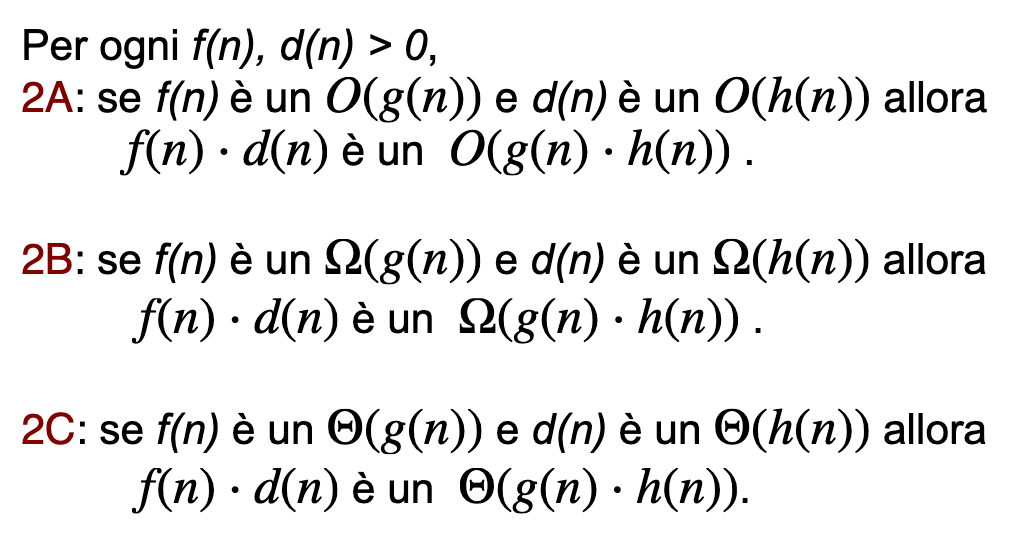 Per ogni f(n), d(n) > 0,
2A: se f(n) è un O(g(n)) e d(n) è un O(h(n)) allora
f(n) · d(n) è un O(g(n) · h(n)) .
2B: se f(n) è un Ω(g(n)) e d(n) è un Ω(h(n)) allora
f(n) · d(n) è un Ω(g(n) · h(n)) .
2C: se f(n) è un Θ(g(n)) e d(n) è un Θ(h(n)) allora
f(n) · d(n) è un Θ(g(n) · h(n)).